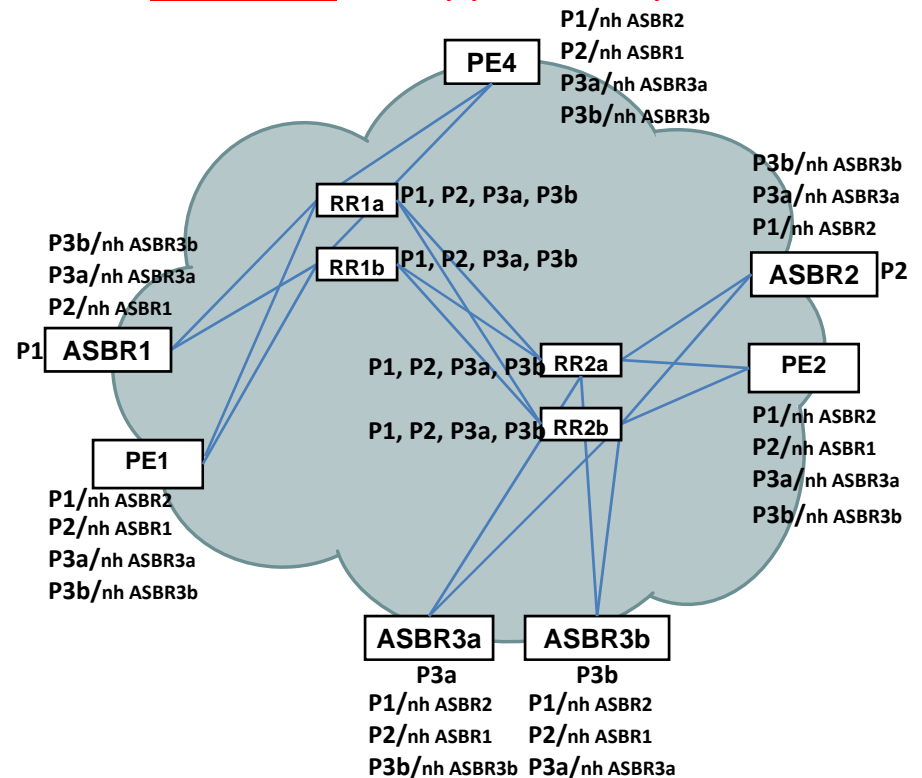 P1/nh ASBR2
P2/nh ASBR1
P3a/nh ASBR3a
P3b/nh ASBR3b
PE4
P3b/nh ASBR3b
P3a/nh ASBR3a
P1/nh ASBR2
ASBR2 P2
RR1a P1, P2, P3a, P3b
RR1b P1, P2, P3a, P3b
P3b/nh ASBR3b
P3a/nh ASBR3a
P2/nh ASBR1
P1 ASBR1
P1, P2, P3a, P3b RR2a
P1, P2, P3a, P3b RR2b
PE2
P1/nh ASBR2
P2/nh ASBR1
P3a/nh ASBR3a
P3b/nh ASBR3b
PE1
P1/nh ASBR2
P2/nh ASBR1
P3a/nh ASBR3a
P3b/nh ASBR3b
ASBR3a
P3a
P1/nh ASBR2
P2/nh ASBR1
P3b/nh ASBR3b
ASBR3b
P3b
P1/nh ASBR2
P2/nh ASBR1
P3a/nh ASBR3a